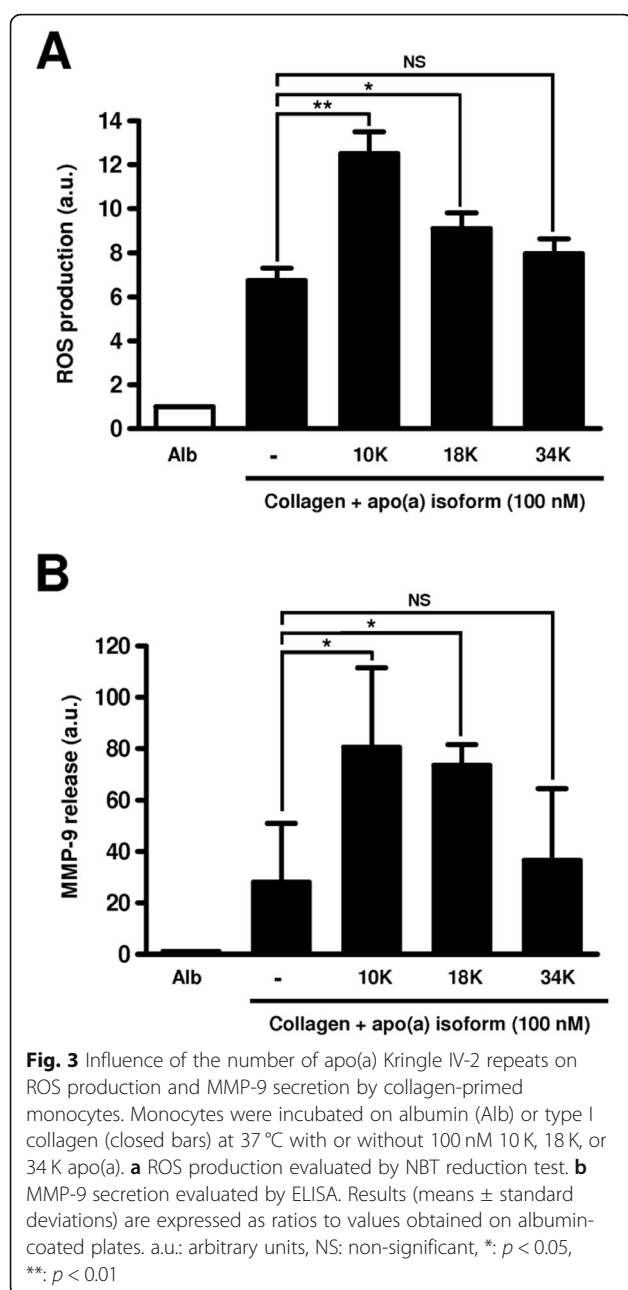 A
NS
*
**
14
12
10
8
6
4
2
0
ROS production (a.u.)
Alb - 10K 18K 34K
Collagen + apo(a) isoform (100 nM)
B
NS
*
*
120
100
80
60
40
20
0
MMP-9 release (a.u.)
Alb - 10K 18K 34K
Collagen + apo(a) isoform (100 nM)
Fig. 3 Influence of the number of apo(a) Kringle IV-2 repeats on
ROS production and MMP-9 secretion by collagen-primed
monocytes. Monocytes were incubated on albumin (Alb) or type I
collagen (closed bars) at 37 °C with or without 100 nM 10 K, 18 K, or
34 K apo(a). a ROS production evaluated by NBT reduction test. b
MMP-9 secretion evaluated by ELISA. Results (means ± standard
deviations) are expressed as ratios to values obtained on albumin-
coated plates. a.u.: arbitrary units, NS: non-significant, *: p < 0.05,
**: p < 0.01